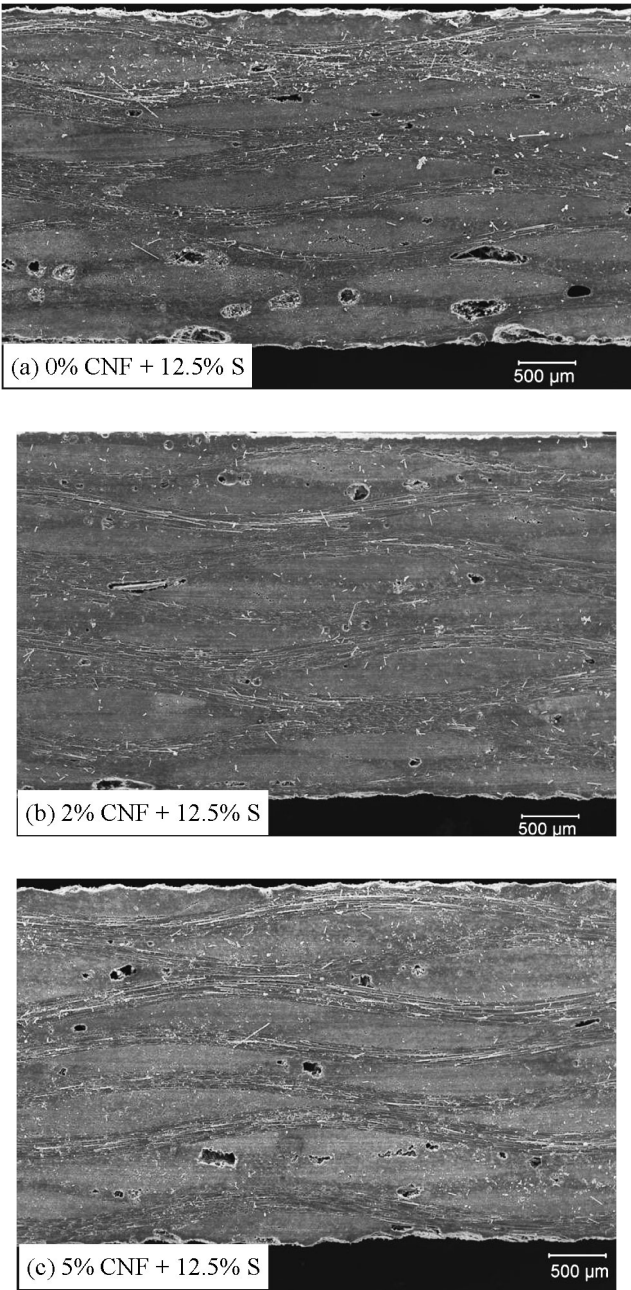 (a) 0% CNF + 12.5% S
500 µm
(b) 2% CNF + 12.5% S
500 µm
(c) 5% CNF + 12.5% S
500 µm